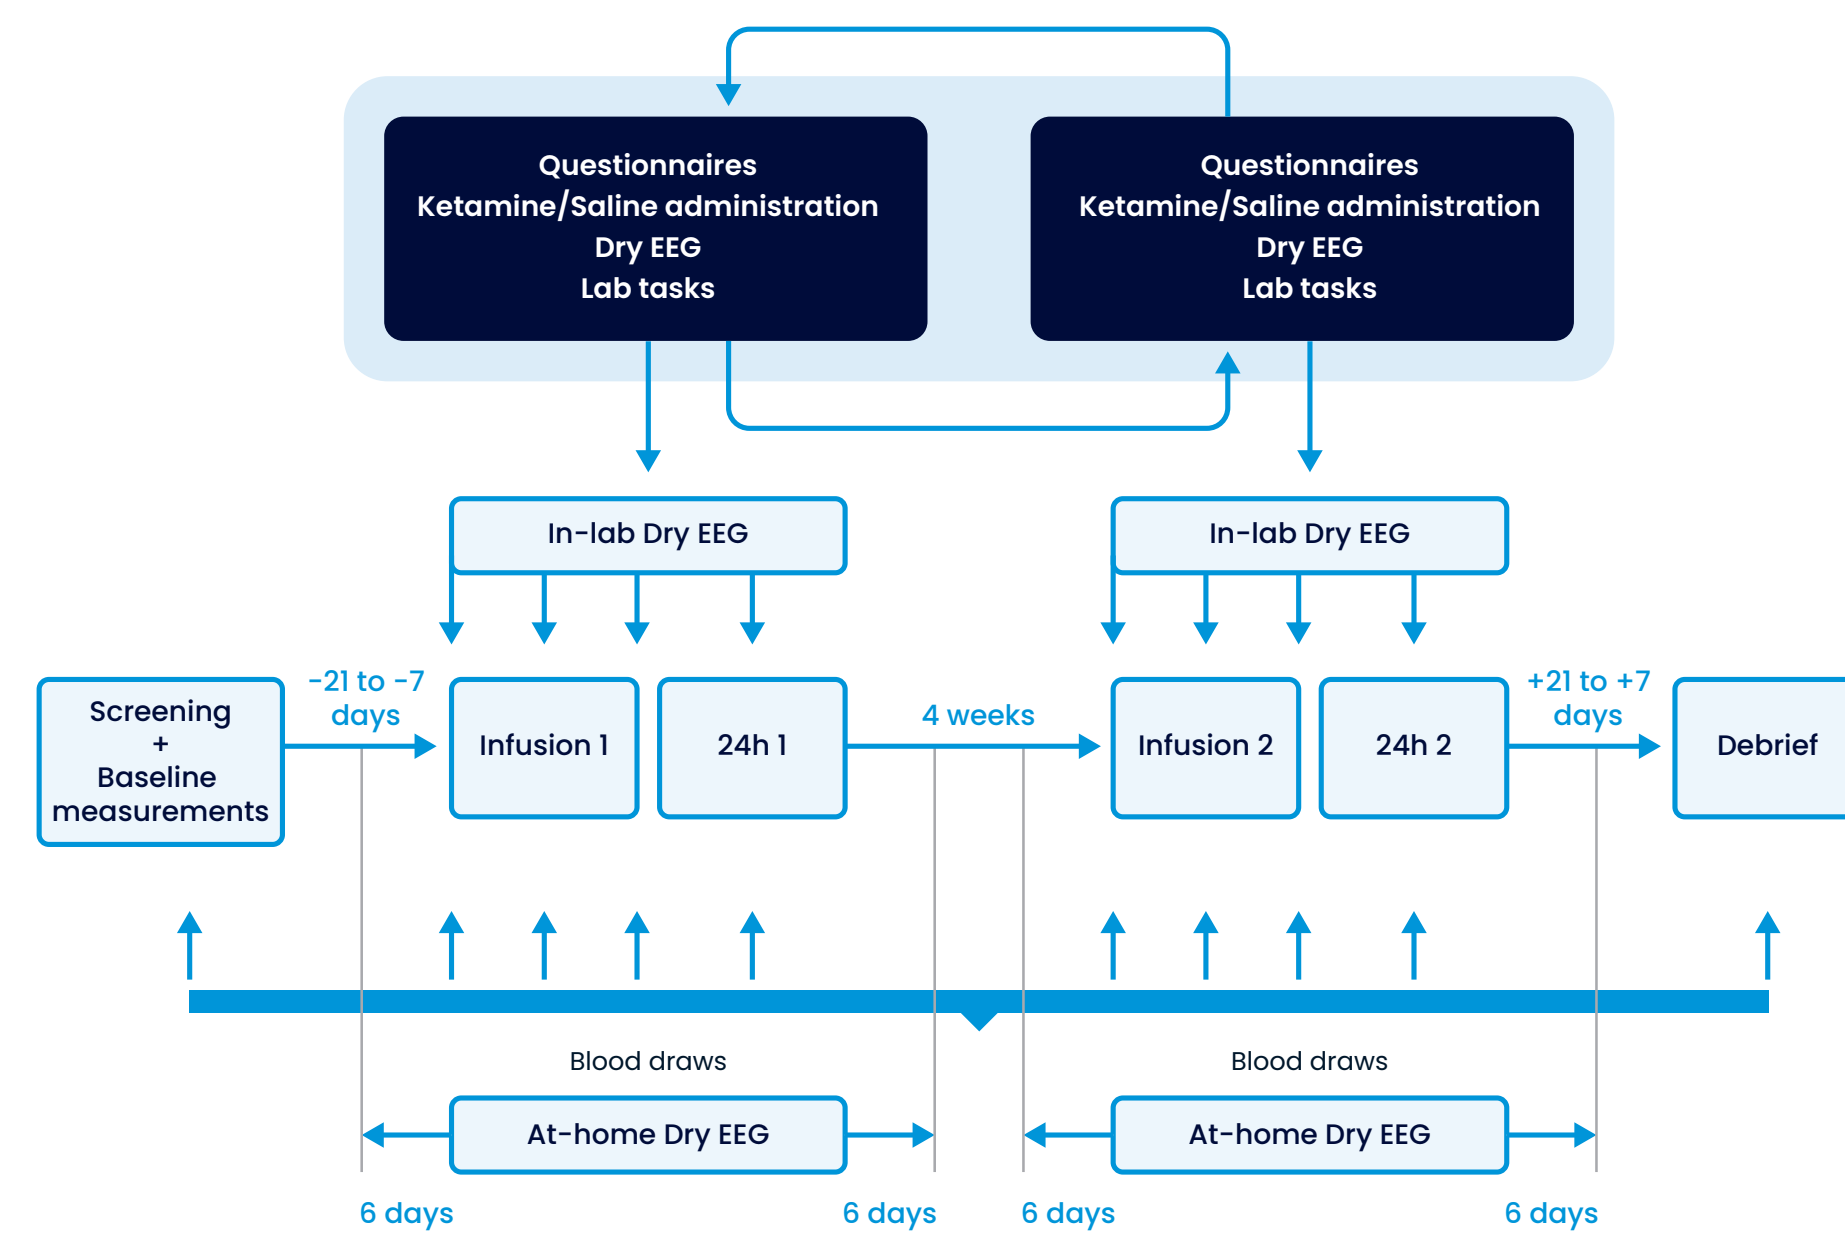 Questionnaires
Ketamine/Saline administration
Dry EEG
Lab tasks
Questionnaires
Ketamine/Saline administration
Dry EEG
Lab tasks
In-lab Dry EEG
In-lab Dry EEG
Screening
+
Baseline
measurements
-21 to -7
days
Infusion 1
24h 1
4 weeks
Infusion 2
24h 2
+21 to +7
days
Debrief
Blood draws
Blood draws
At-home Dry EEG
At-home Dry EEG
6 days
6 days
6 days
6 days